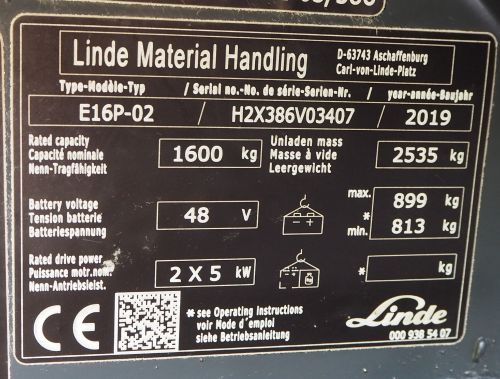 Linde Material Handling
D-63743 Aschaffenburg
Carl-von-Linde-Platz
Type-Modèle-Typ / Serial no.-No. de série-Serien-Nr. / year-année-Baujahr
E16P-02 / H2X386V03407 / 2019
Rated capacity
Capacité nominale
Nenn-Tragfähigkeit
1600 kg
Unladen mass
Masse à vide
Leergewicht
2535 kg
Battery voltage
Tension batterie
Batteriespannung
48 V
max. 899 kg
*
min. 813 kg
Rated drive power
Puissance motr.nom.
Nenn-Antriebsleist.
2 X 5 kW
* kg
CE
* see Operating Instructions
voir Mode d'emploi
siehe Betriebsanleitung
Linde
000 938 54 07